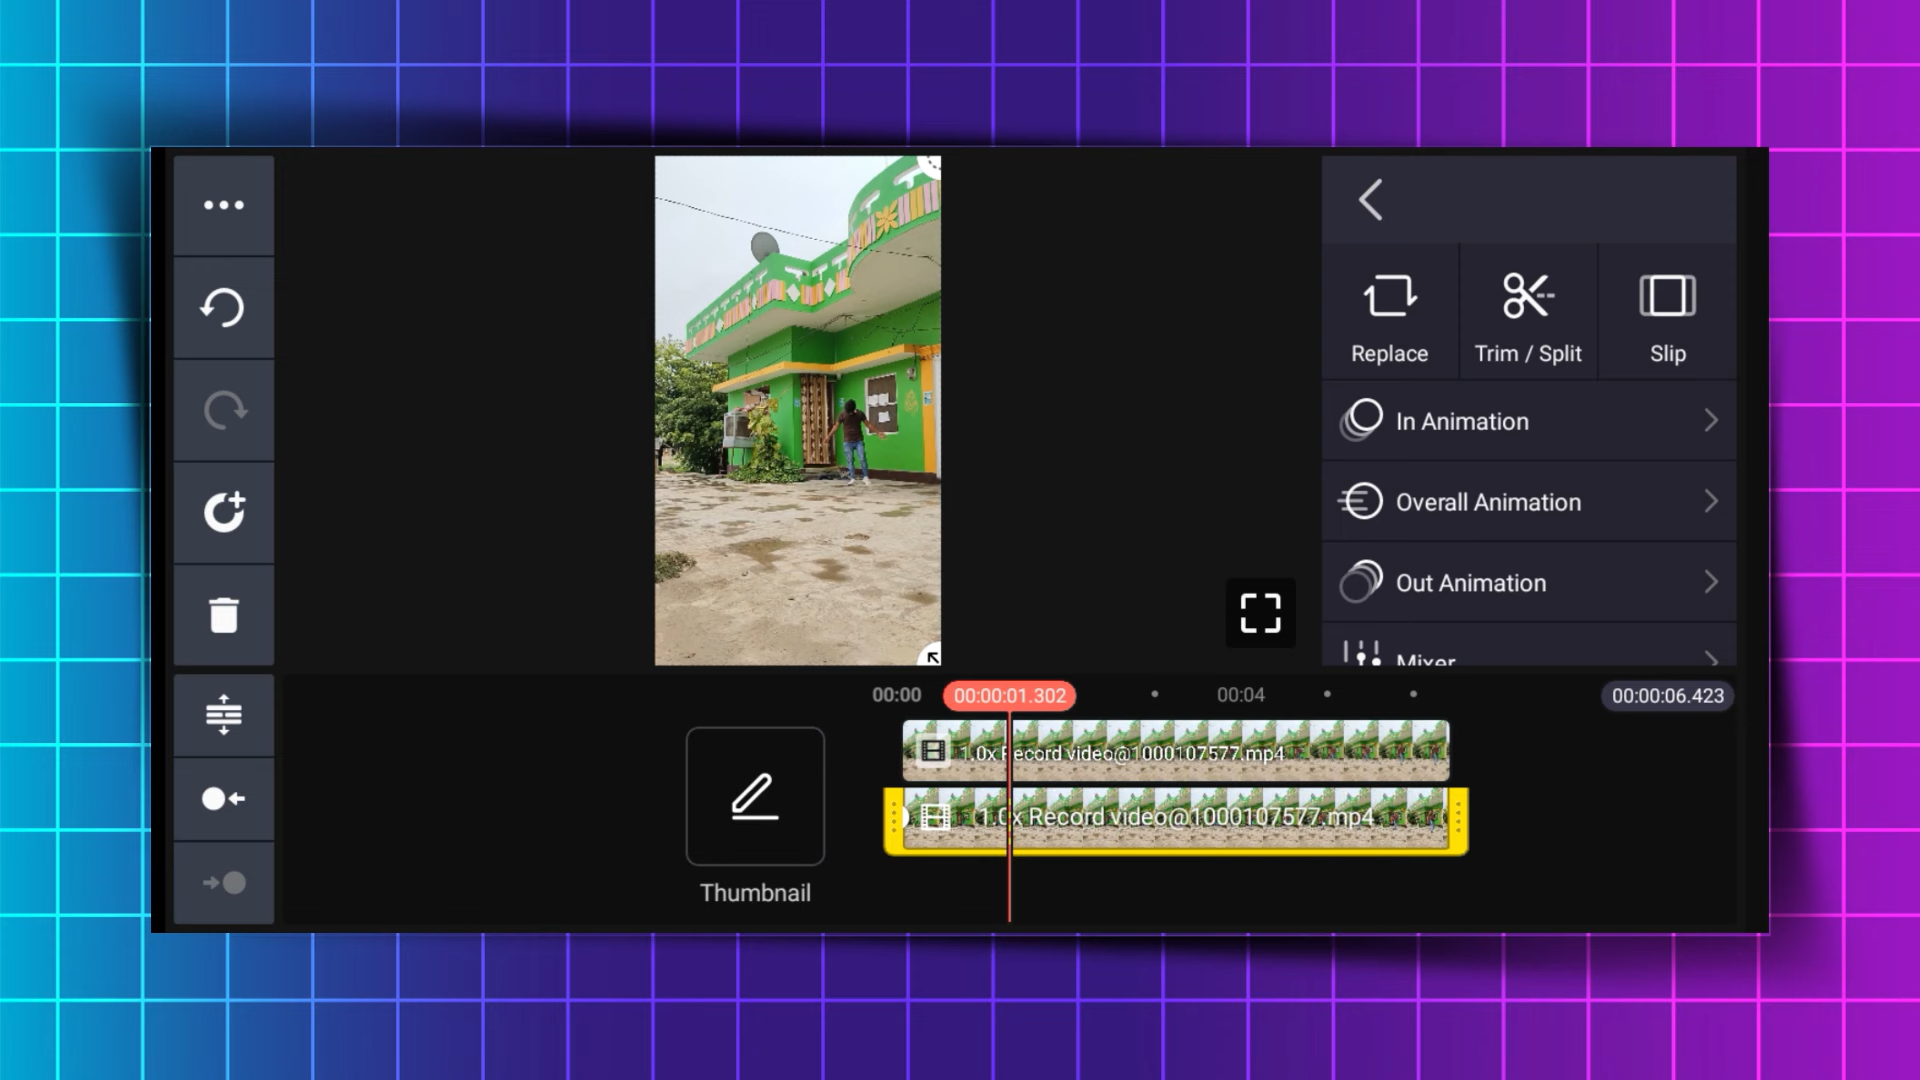 Replace
Trim / Split
Slip
In Animation
Overall Animation
Out Animation
Mixer
00:00
00:00:01.302
00:04
00:00:06.423
1.0x Record video@1000107577.mp4
1.0x Record video@1000107577.mp4
Thumbnail